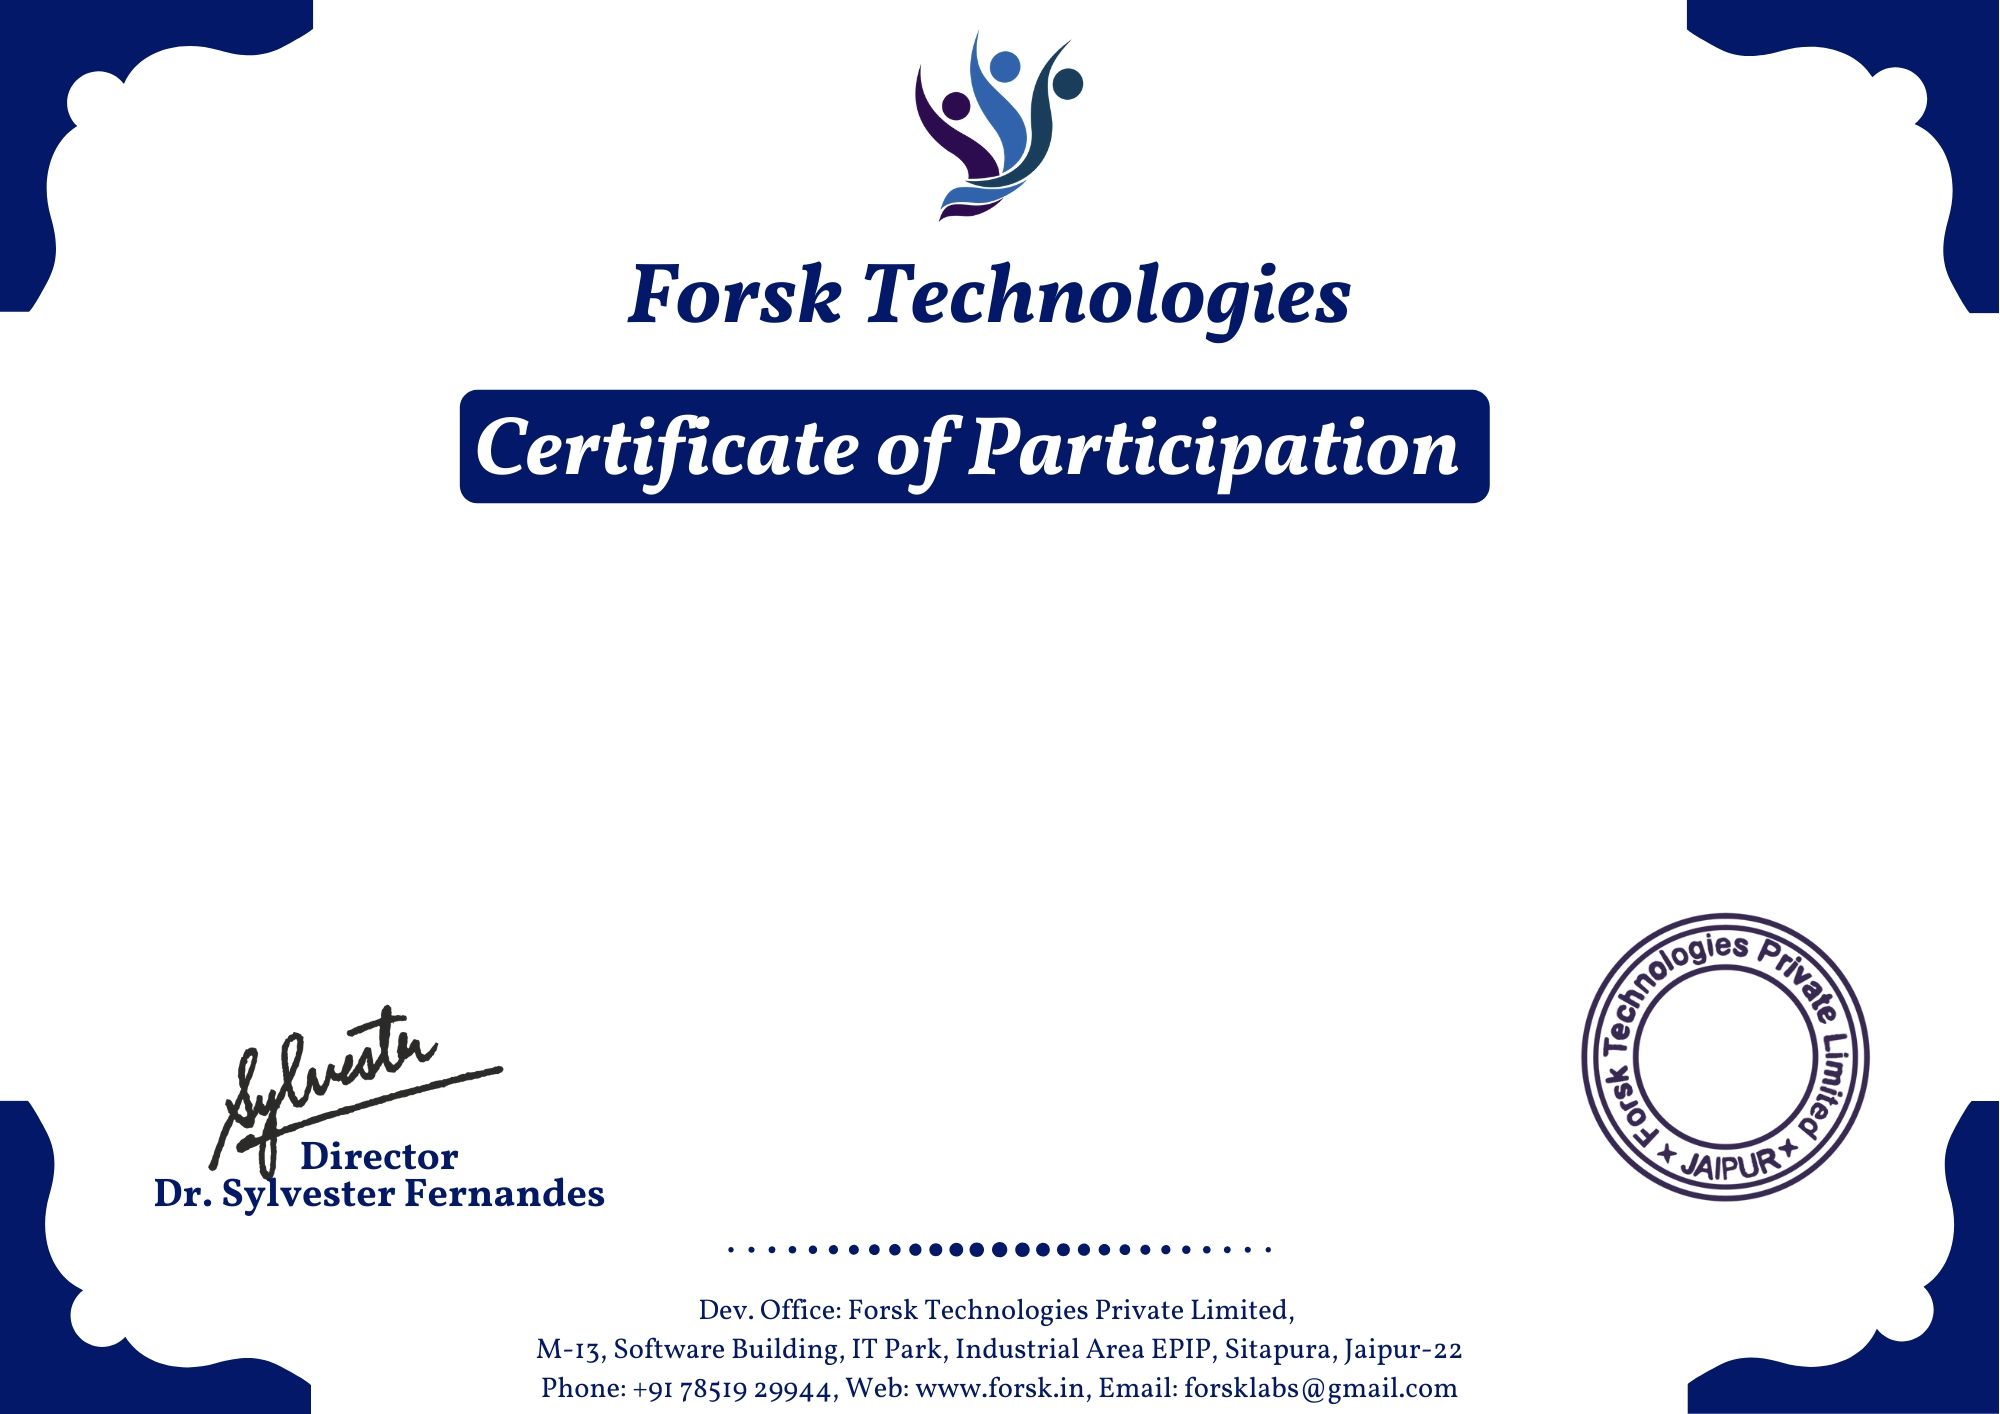 Forsk Technologies
Certificate of Participation
Sylvester
Director
Dr. Sylvester Fernandes
Forsk Technologies Private Limited
JAIPUR
Dev. Office: Forsk Technologies Private Limited,
M-13, Software Building, IT Park, Industrial Area EPIP, Sitapura, Jaipur-22
Phone: +91 78519 29944, Web: www.forsk.in, Email: forsklabs@gmail.com